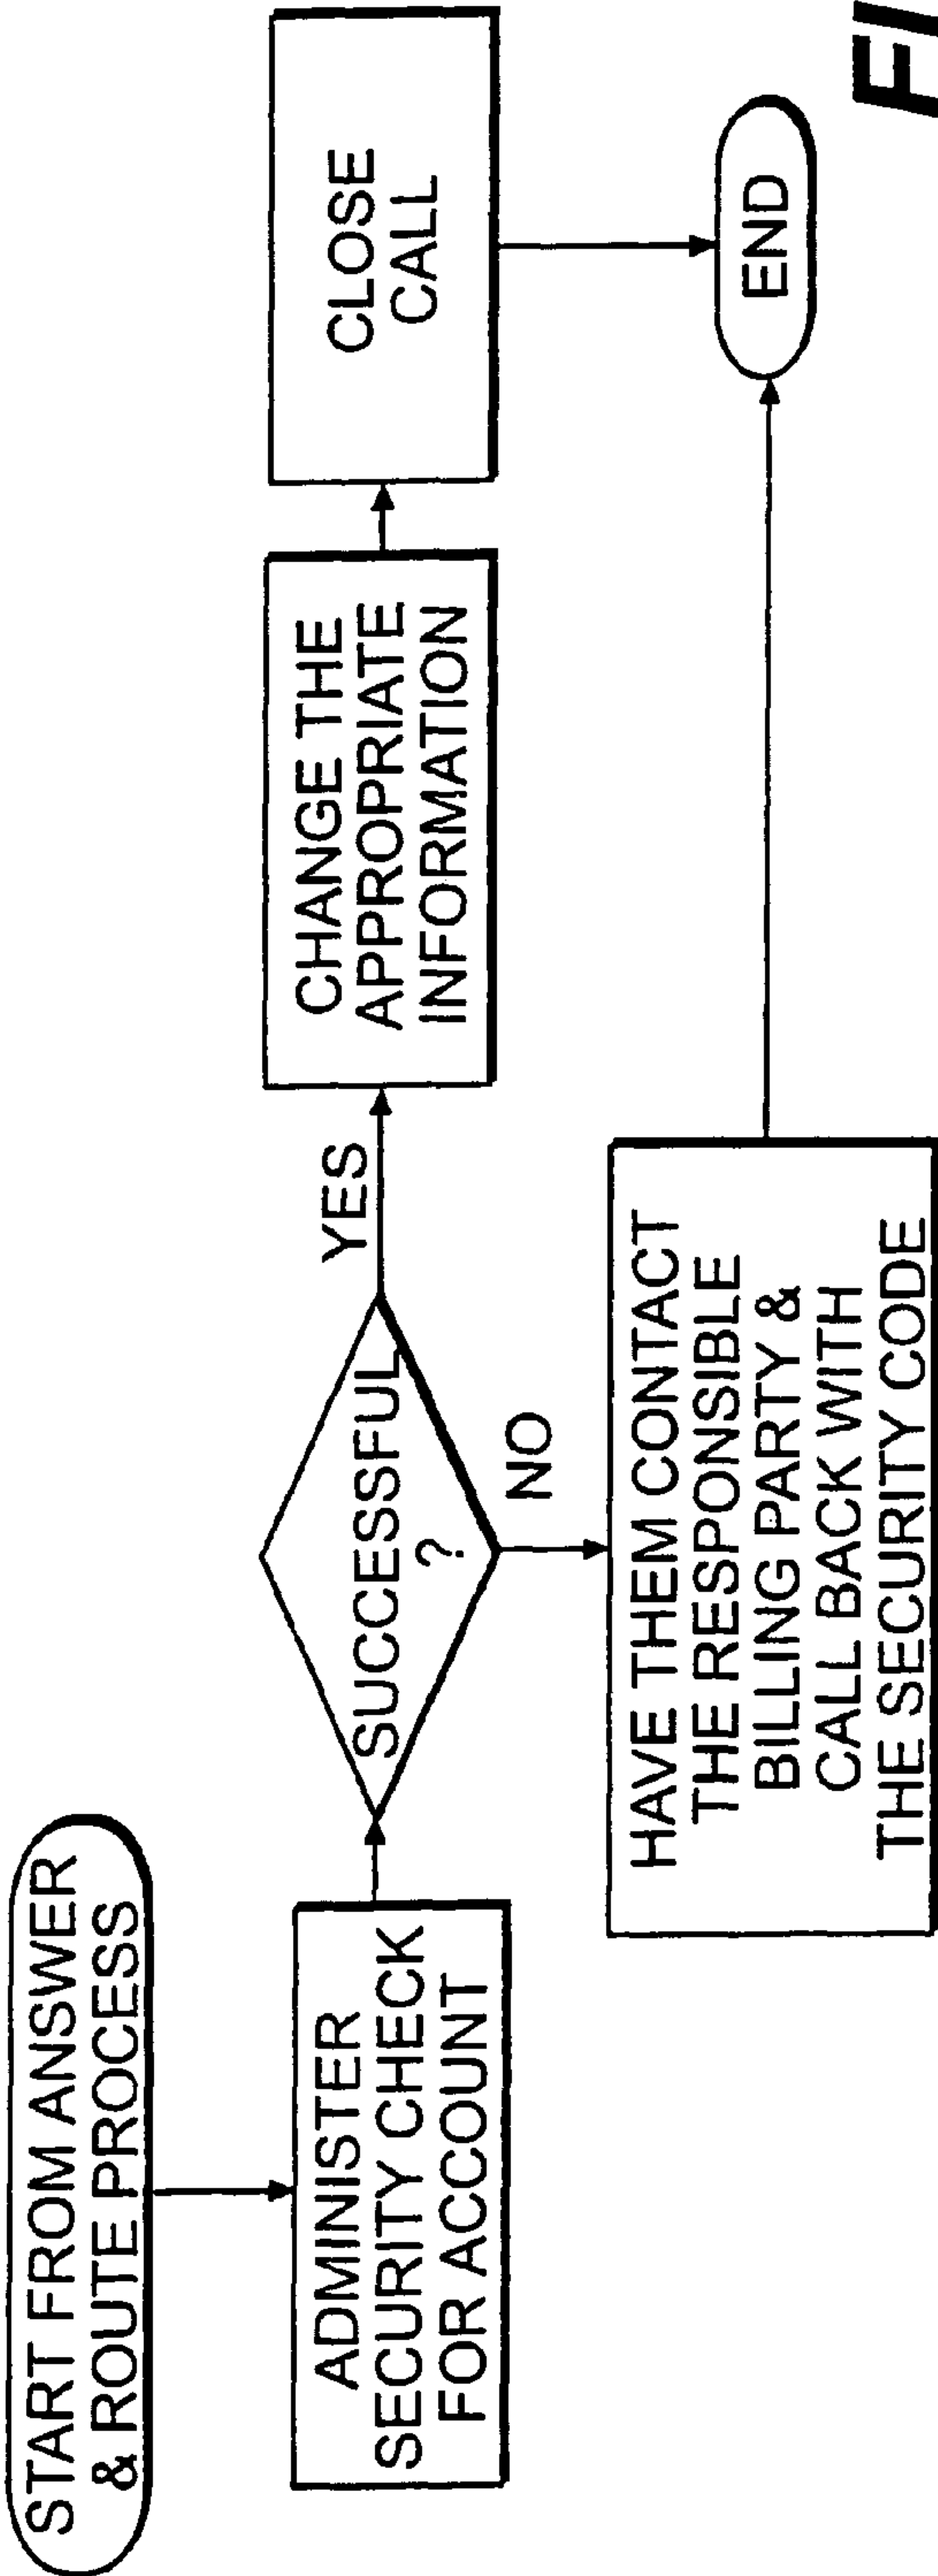 START FROM ANSWER
& ROUTE PROCESS
ADMINISTER
SECURITY CHECK
FOR ACCOUNT
SUCCESSFUL
?
YES
NO
CHANGE THE
APPROPRIATE
INFORMATION
CLOSE
CALL
HAVE THEM CONTACT
THE RESPONSIBLE
BILLING PARTY &
CALL BACK WITH
THE SECURITY CODE
END